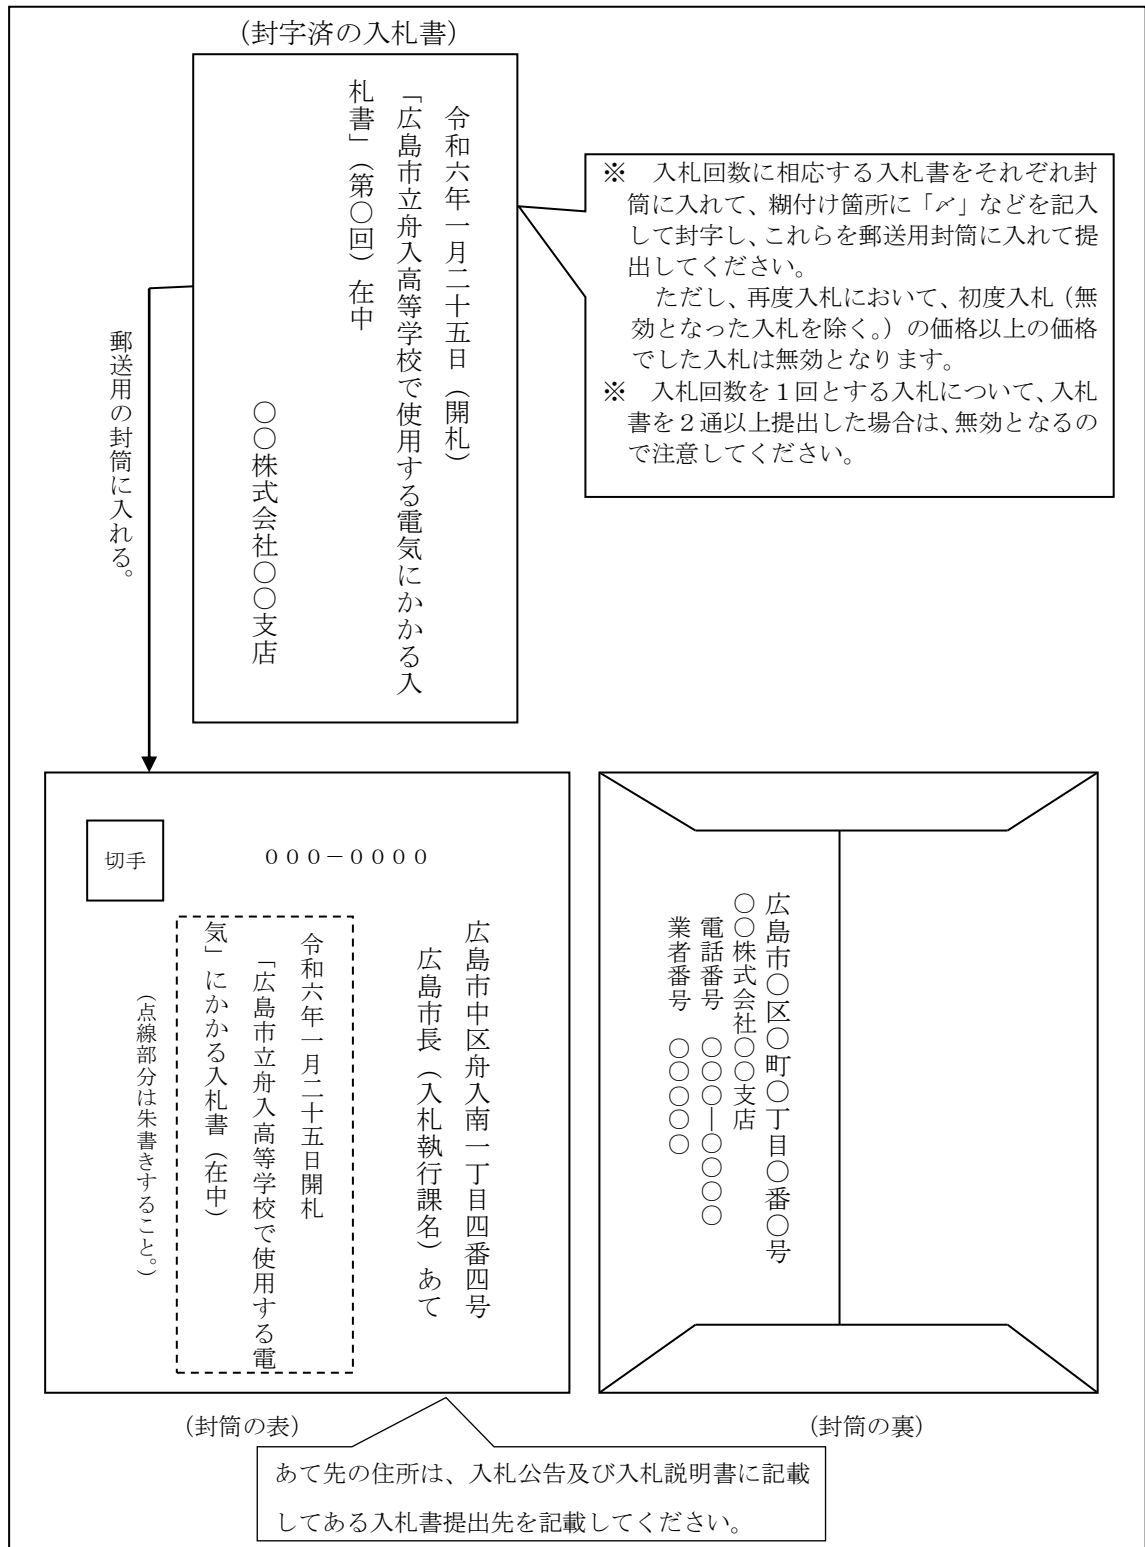 （封字済の入札書）
令和六年一月二十五日（開札）
「広島市立舟入高等学校で使用する電気にかかる入
札書」（第〇回）在中
〇〇株式会社〇〇支店
※　入札回数に相応する入札書をそれぞれ封
筒に入れて、糊付け箇所に「〆」などを記入
して封字し、これらを郵送用封筒に入れて提
出してください。
ただし、再度入札において、初度入札（無
効となった入札を除く。）の価格以上の価格
でした入札は無効となります。
※　入札回数を１回とする入札について、入札
書を２通以上提出した場合は、無効となるの
で注意してください。
郵送用の封筒に入れる。
切手
０００－００００
広島市中区舟入南一丁目四番四号
広島市長（入札執行課名）あて
令和六年一月二十五日開札
「広島市立舟入高等学校で使用する電
気」にかかる入札書（在中）
（点線部分は朱書きすること。）
（封筒の表）
広島市〇区〇町〇丁目〇番〇号
〇〇株式会社〇〇支店
電話番号　〇〇〇―〇〇〇〇
業者番号　〇〇〇〇〇
（封筒の裏）
あて先の住所は、入札公告及び入札説明書に記載
してある入札書提出先を記載してください。